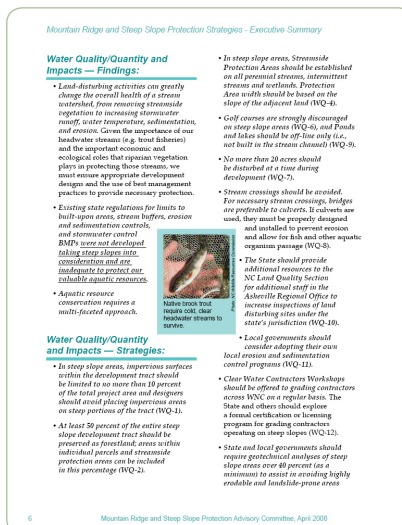 Mountain Ridge and Steep Slope Protection Strategies - Executive Summary
Water Quality/Quantity and
Impacts — Findings:
• Land-disturbing activities can greatly
change the overall health of a stream
watershed, from removing streamside
vegetation to increasing stormwater
runoff, water temperature, sedimentation,
and erosion. Given the importance of our
headwater streams (e.g. trout fisheries)
and the important economic and
ecological roles that riparian vegetation
plays in protecting those streams, we
must ensure appropriate development
designs and the use of best management
practices to provide necessary protection.
• Existing state regulations for limits to
built-upon areas, stream buffers, erosion
and sedimentation controls,
and stormwater control
BMPs were not developed
taking steep slopes into
consideration and are
inadequate to protect our
valuable aquatic resources.
• Aquatic resource
conservation requires a
multi-faceted approach.
Native brook trout
require cold, clear
headwater streams to
survive.
Water Quality/Quantity
and Impacts — Strategies:
• In steep slope areas, impervious surfaces
within the development tract should
be limited to no more than 10 percent
of the total project area and designers
should avoid placing impervious areas
on steep portions of the tract (WQ-1).
• At least 50 percent of the entire steep
slope development tract should be
preserved as forestland; areas within
individual parcels and streamside
protection areas can be included
in this percentage (WQ-2).
• In steep slope areas, Streamside
Protection Areas should be established
on all perennial streams, intermittent
streams and wetlands. Protection
Area width should be based on the
slope of the adjacent land (WQ-4).
• Golf courses are strongly discouraged
on steep slope areas (WQ-6), and Ponds
and lakes should be off-line only (i.e.,
not built in the stream channel) (WQ-9).
• No more than 20 acres should
be disturbed at a time during
development (WQ-7).
• Stream crossings should be avoided.
For necessary stream crossings, bridges
are preferable to culverts. If culverts are
used, they must be properly designed
and installed to prevent erosion
and allow for fish and other aquatic
organism passage (WQ-8).
• The State should provide
additional resources to the
NC Land Quality Section
for additional staff in the
Asheville Regional Office to
increase inspections of land
disturbing sites under the
state's jurisdiction (WQ-10).
• Local governments should
consider adopting their own
local erosion and sedimentation
control programs (WQ-11).
• Clear Water Contractors Workshops
should be offered to grading contractors
across WNC on a regular basis. The
State and others should explore
a formal certification or licensing
program for grading contractors
operating on steep slopes (WQ-12).
• State and local governments should
require geotechnical analyses of steep
slope areas over 40 percent (as a
minimum) to assist in avoiding highly
erodable and landslide-prone areas
6
Mountain Ridge and Steep Slope Protection Advisory Committee, April 2008